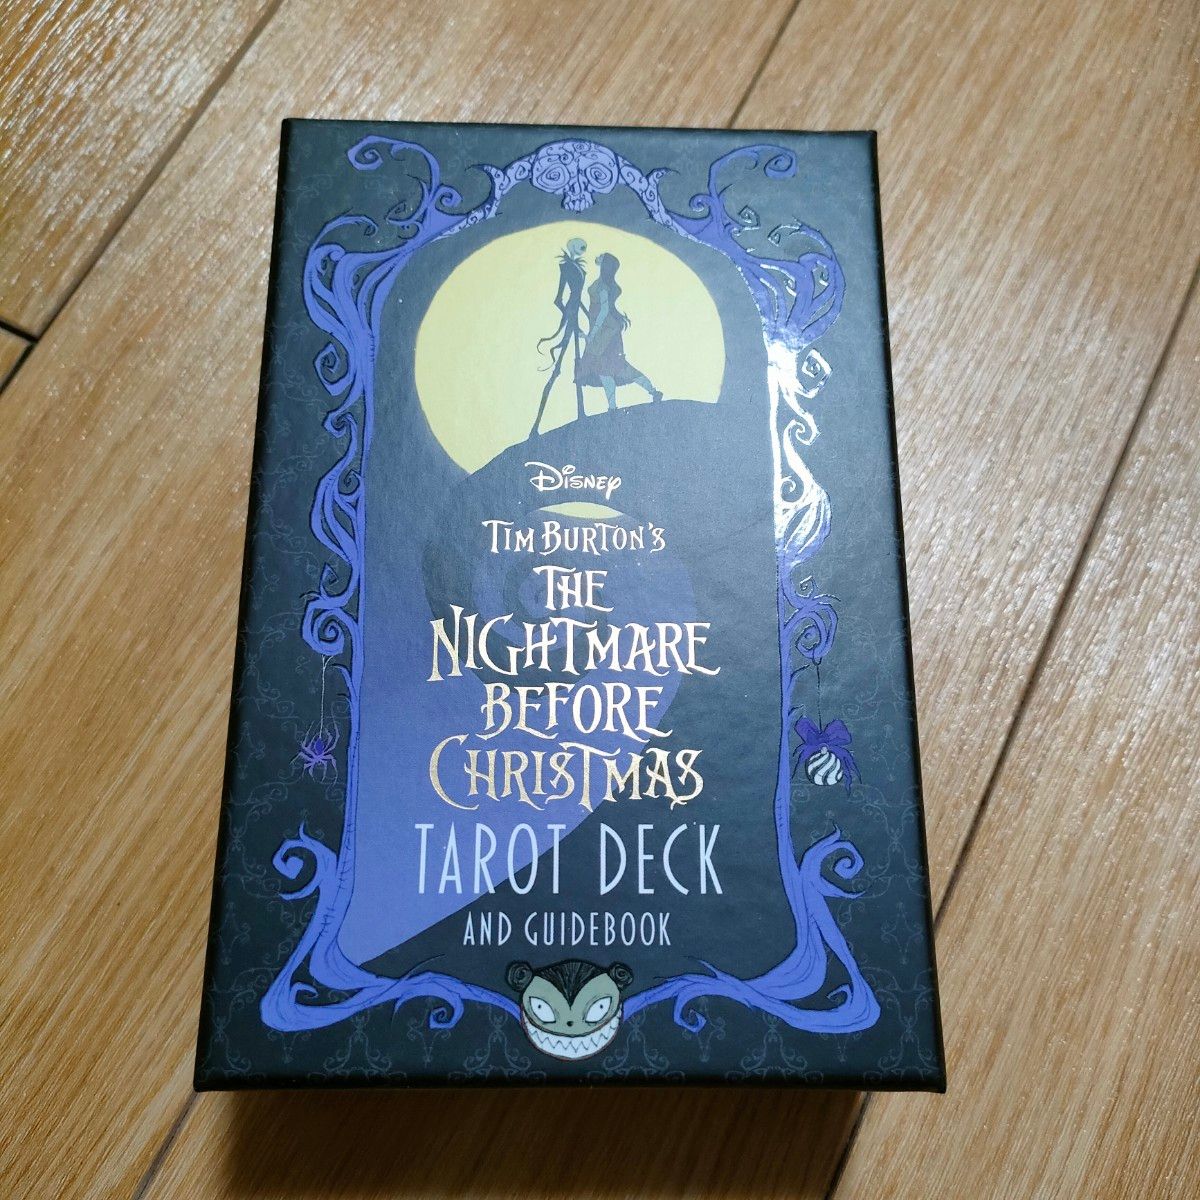 Disney
Tim Burton's
The
Nightmare
Before
Christmas
TAROT DECK
AND GUIDEBOOK